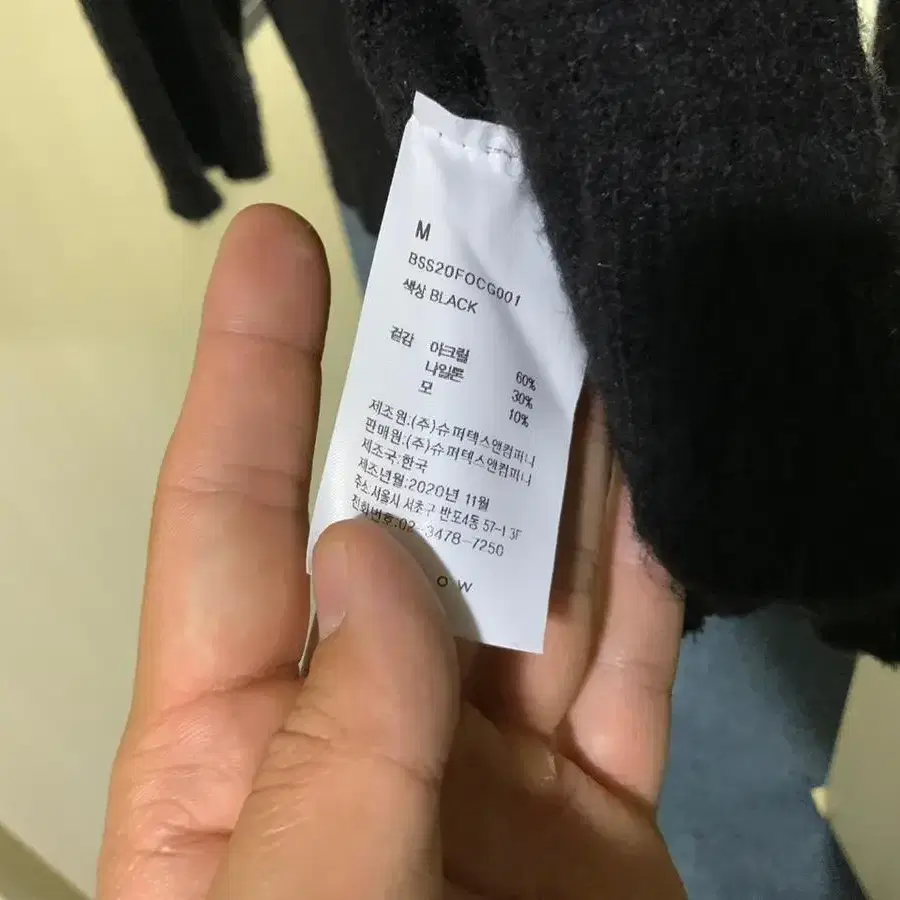 M
BSS20FOCG001
색상 BLACK
겉감 아크릴 60%
나일론 30%
모 10%
제조원:(주)슈퍼텍스앤컴퍼니
판매원:(주)슈퍼텍스앤컴퍼니
제조국:한국
제조년월:2020년 11월
주소:서울시 서초구 반포4동 57-1 3F
전화번호:02-3478-7250
O W